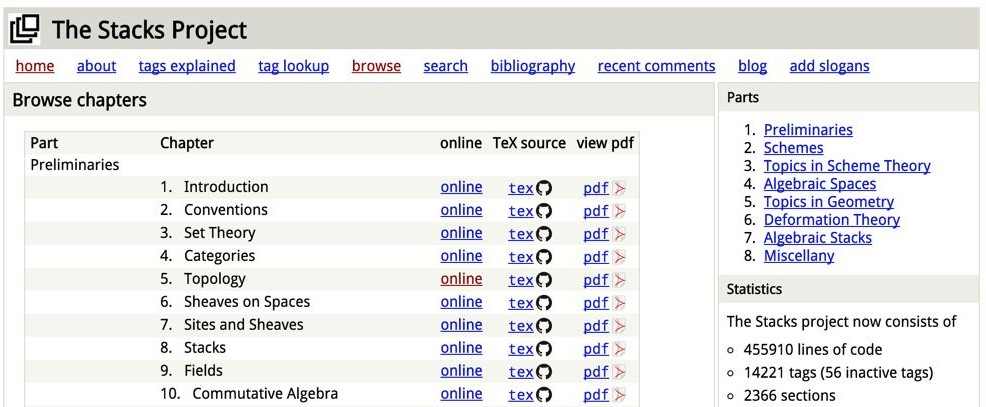 The Stacks Project
home about tags explained tag lookup browse search bibliography recent comments blog add slogans
Browse chapters
Part Chapter online TeX source view pdf
Preliminaries
1. Introduction online tex pdf
2. Conventions online tex pdf
3. Set Theory online tex pdf
4. Categories online tex pdf
5. Topology online tex pdf
6. Sheaves on Spaces online tex pdf
7. Sites and Sheaves online tex pdf
8. Stacks online tex pdf
9. Fields online tex pdf
10. Commutative Algebra online tex pdf
Parts
1. Preliminaries
2. Schemes
3. Topics in Scheme Theory
4. Algebraic Spaces
5. Topics in Geometry
6. Deformation Theory
7. Algebraic Stacks
8. Miscellany
Statistics
The Stacks project now consists of
455910 lines of code
14221 tags (56 inactive tags)
2366 sections